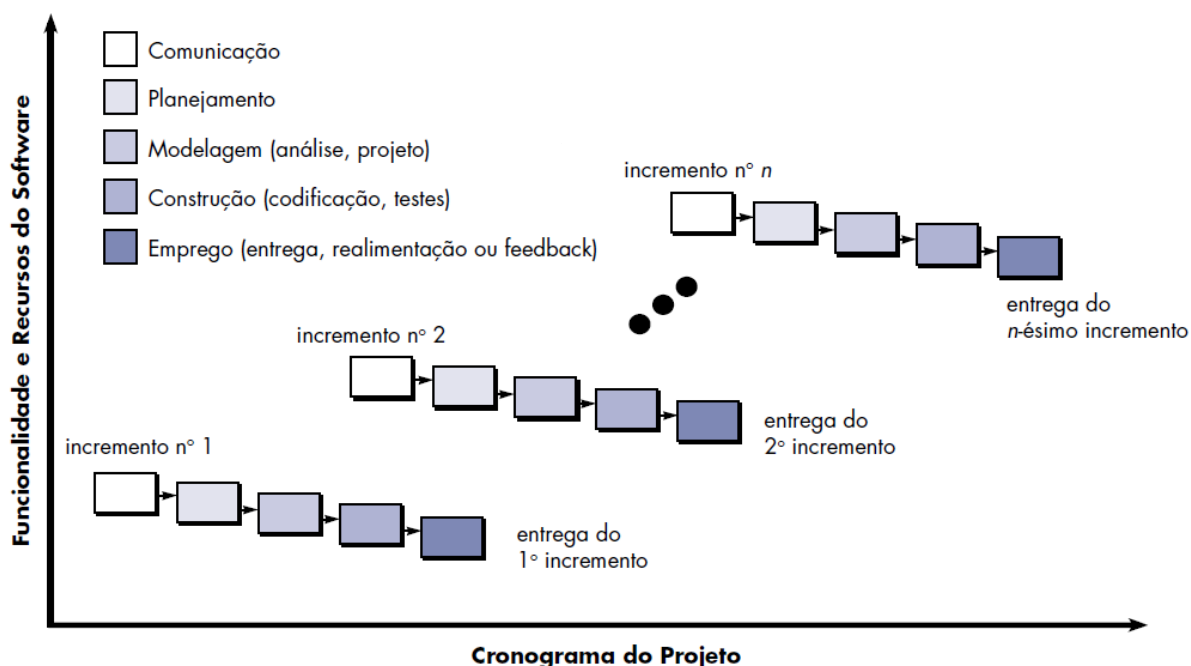 Funcionalidade e Recursos do Software
Comunicação
Planejamento
Modelagem (análise, projeto)
Construção (codificação, testes)
Emprego (entrega, realimentação ou feedback)
incremento n° n
entrega do
n-ésimo incremento
incremento n° 2
entrega do
2° incremento
incremento n° 1
entrega do
1° incremento
Cronograma do Projeto